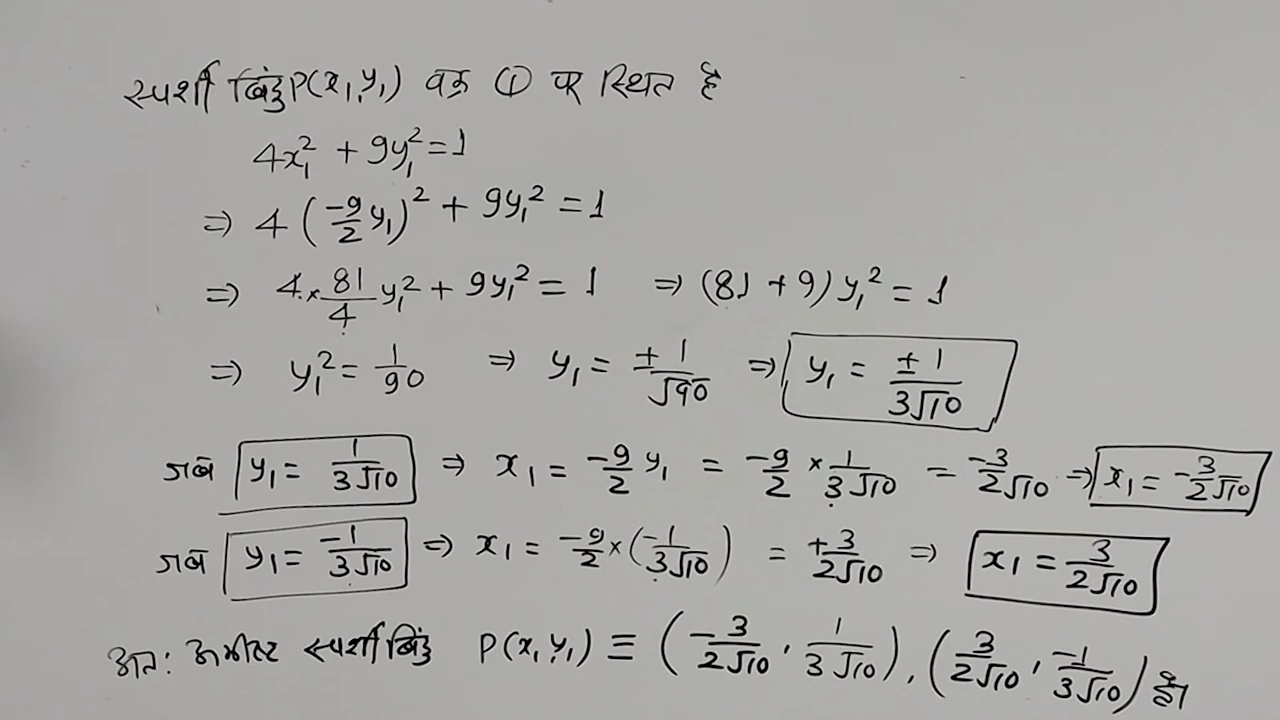 स्पर्श बिंदु P(x₁,y₁) वक्र ① पर स्थित है
4x₁² + 9y₁² = 1
⇒ 4(-9/2 y₁)² + 9y₁² = 1
⇒ 4 × 81/4 y₁² + 9y₁² = 1 ⇒ (81 + 9) y₁² = 1
⇒ y₁² = 1/90 ⇒ y₁ = ±1/√90 ⇒ y₁ = ±1/3√10
जब y₁ = 1/3√10 ⇒ x₁ = -9/2 y₁ = -9/2 × 1/3√10 = -3/2√10 ⇒ x₁ = -3/2√10
जब y₁ = -1/3√10 ⇒ x₁ = -9/2 × (-1/3√10) = +3/2√10 ⇒ x₁ = 3/2√10
अतः अभीष्ट स्पर्श बिंदु P(x₁,y₁) ≡ (-3/2√10, 1/3√10), (3/2√10, -1/3√10)